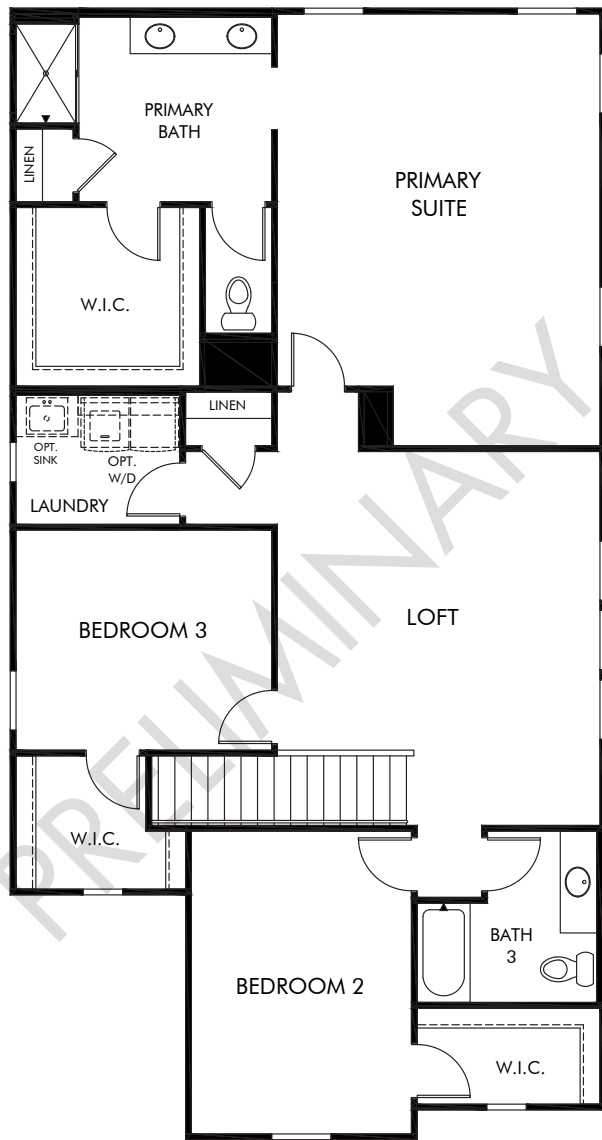 PRIMARY
BATH
LINEN
PRIMARY
SUITE
W.I.C.
LINEN
OPT.
SINK
OPT.
W/D
LAUNDRY
BEDROOM 3
LOFT
PRELIMINARY
W.I.C.
BATH
3
BEDROOM 2
W.I.C.